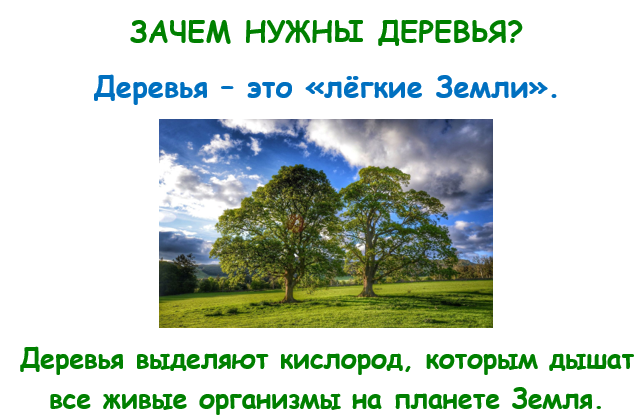 ЗАЧЕМ НУЖНЫ ДЕРЕВЬЯ?
Деревья – это «лёгкие Земли».
Деревья выделяют кислород, которым дышат
все живые организмы на планете Земля.